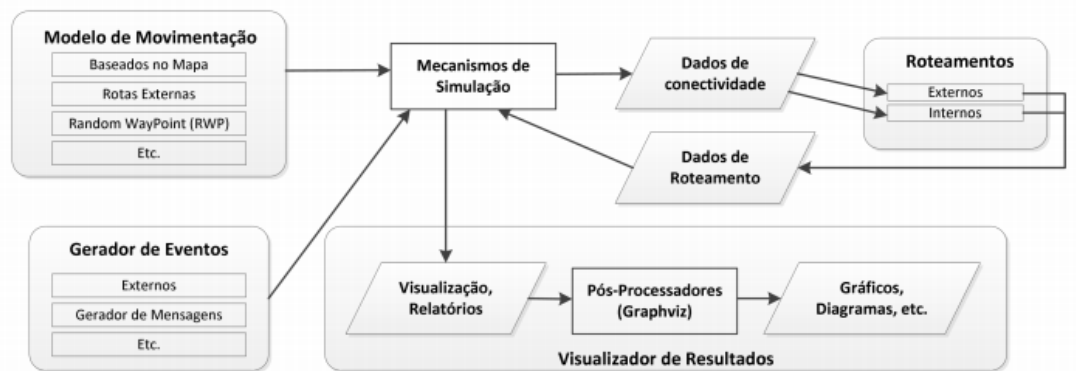 Modelo de Movimentação
Baseados no Mapa
Rotas Externas
Random WayPoint (RWP)
Etc.
Mecanismos de
Simulação
Dados de
conectividade
Roteamentos
Externos
Internos
Dados de
Roteamento
Gerador de Eventos
Externos
Gerador de Mensagens
Etc.
Visualização,
Relatórios
Pós-Processadores
(Graphviz)
Gráficos,
Diagramas, etc.
Visualizador de Resultados